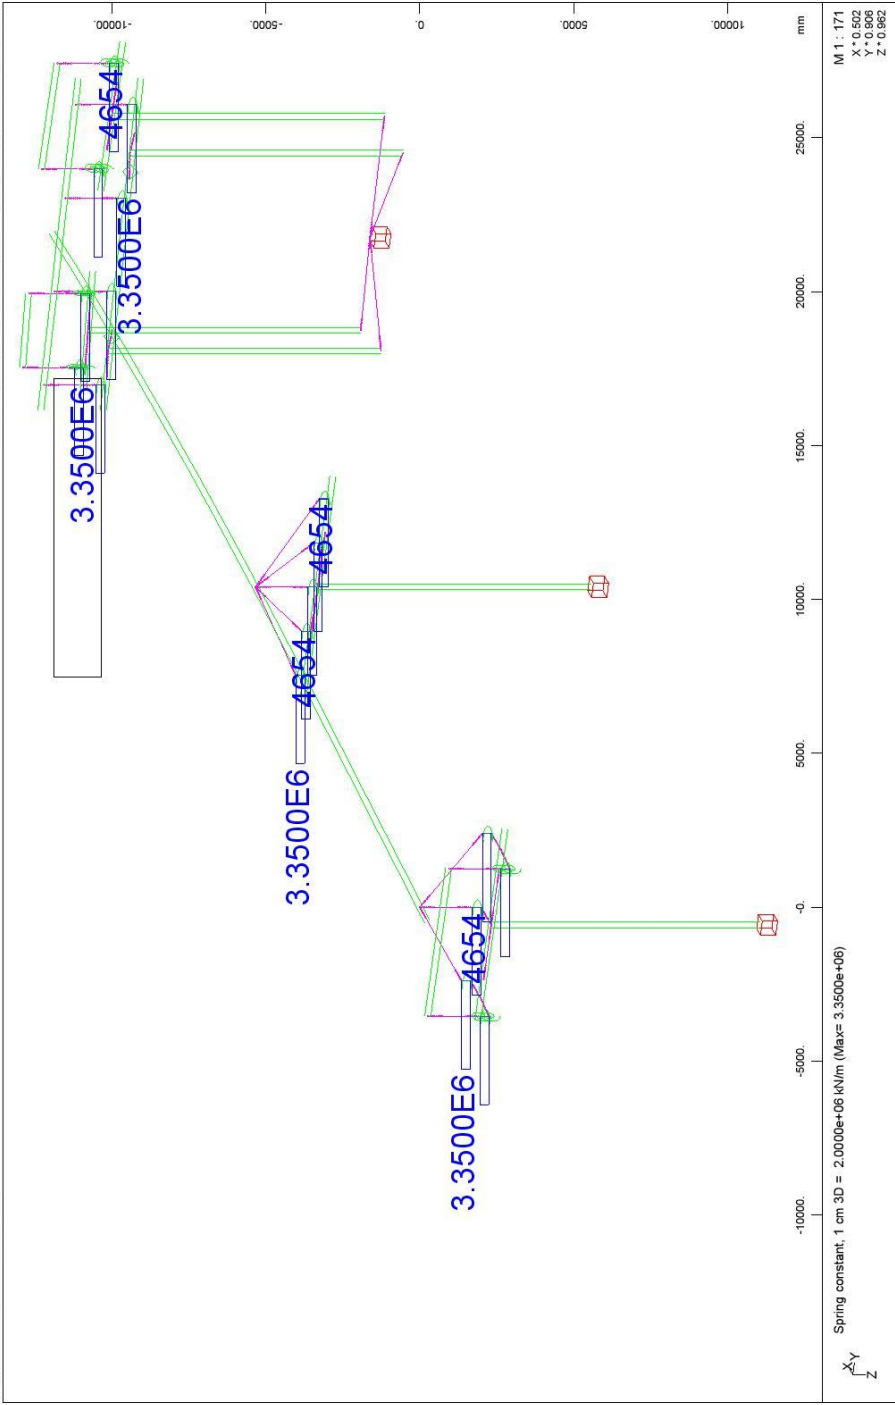 M 1 : 171
X * 0.502
Y * 0.906
Z * 0.962
mm
-10000.
-5000.
0.
5000.
10000.
25000.
20000.
15000.
10000.
5000.
-0.
-5000.
-10000.
4654
3.3500E6
3.3500E6
4654
4654
3.3500E6
4654
3.3500E6
Spring constant, 1 cm 3D = 2.0000e+06 kN/m (Max= 3.3500e+06)
X
Y
Z